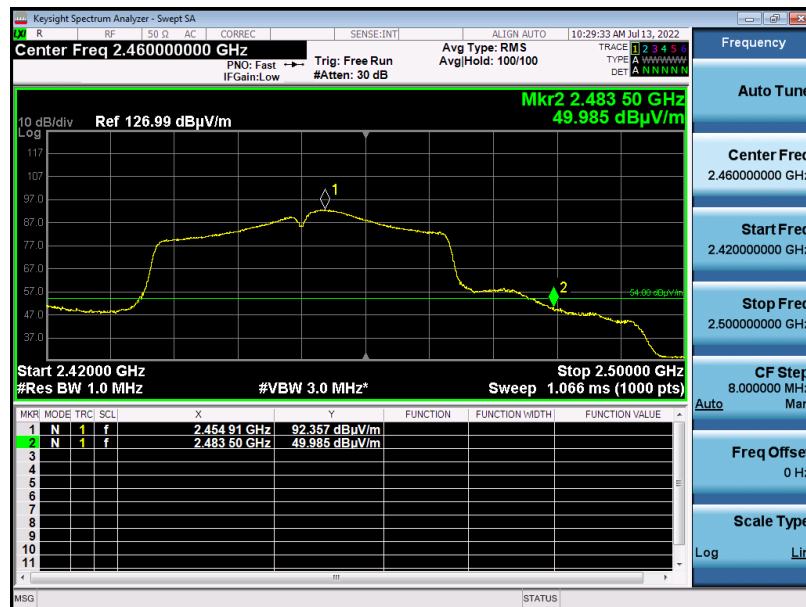 Keysight Spectrum Analyzer - Swept SA
LXI R RF 50 Ω AC CORREC SENSE:INT ALIGN AUTO 10:29:33 AM Jul 13, 2022
Center Freq 2.460000000 GHz
PNO: Fast
IFGain:Low
Trig: Free Run
#Atten: 30 dB
Avg Type: RMS
Avg|Hold: 100/100
TRACE 1 2 3 4 5 6
TYPE A WWWWW
DET A N N N N N
Mkr2 2.483 50 GHz
49.985 dBµV/m
10 dB/div Ref 126.99 dBµV/m
Log
117
107
97.0
87.0
77.0
67.0
57.0
47.0
37.0
1
2
54.00 dBµV/m
Start 2.42000 GHz Stop 2.50000 GHz
#Res BW 1.0 MHz #VBW 3.0 MHz* Sweep 1.066 ms (1000 pts)
MKR MODE TRC SCL X Y FUNCTION FUNCTION WIDTH FUNCTION VALUE
1 N 1 f 2.454 91 GHz 92.357 dBµV/m
2 N 1 f 2.483 50 GHz 49.985 dBµV/m
3
4
5
6
7
8
9
10
11
MSG STATUS
Frequency
Auto Tune
Center Freq
2.460000000 GHz
Start Freq
2.420000000 GHz
Stop Freq
2.500000000 GHz
CF Step
8.000000 MHz
Auto Man
Freq Offset
0 Hz
Scale Type
Log Lin